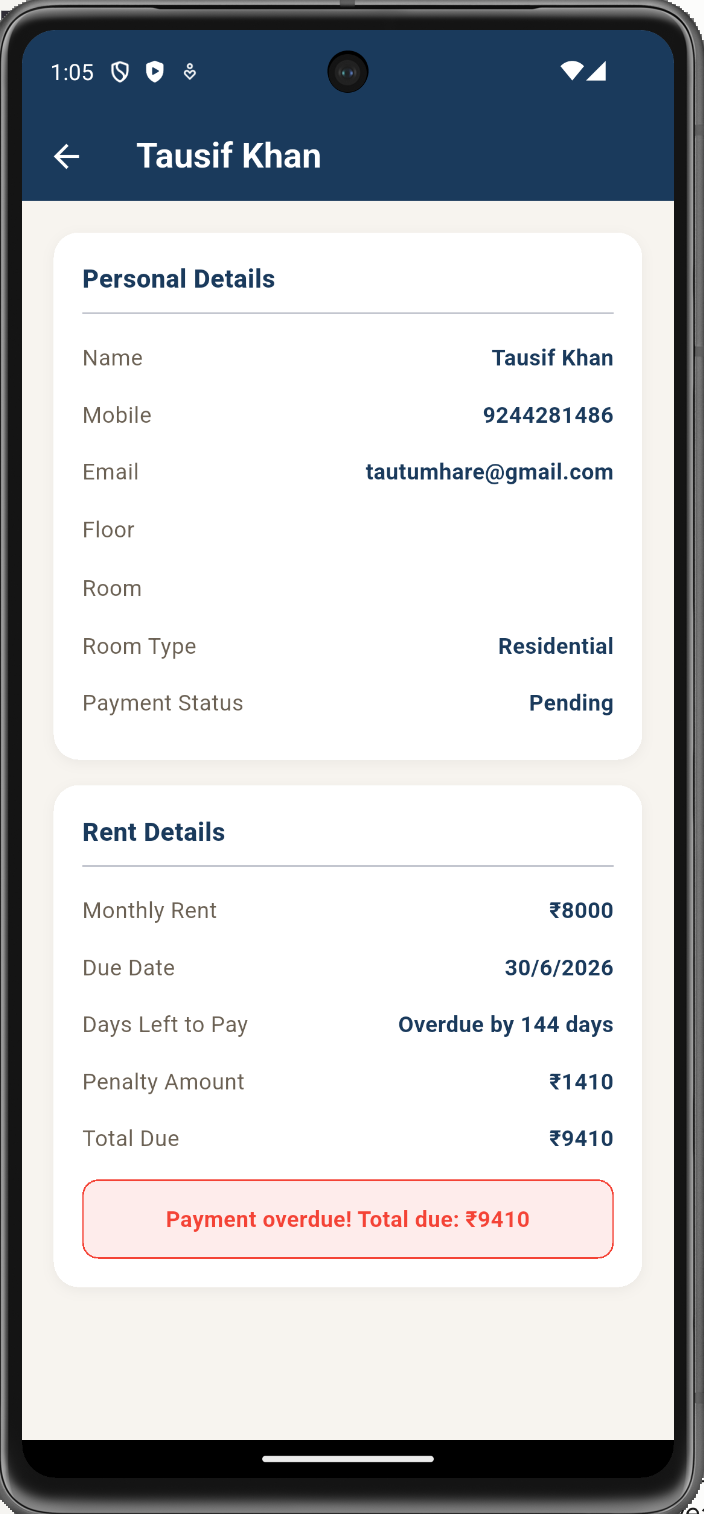 1:05
Tausif Khan
Personal Details
Name Tausif Khan
Mobile 9244281486
Email tautumhare@gmail.com
Floor
Room
Room Type Residential
Payment Status Pending
Rent Details
Monthly Rent ₹8000
Due Date 30/6/2026
Days Left to Pay Overdue by 144 days
Penalty Amount ₹1410
Total Due ₹9410
Payment overdue! Total due: ₹9410